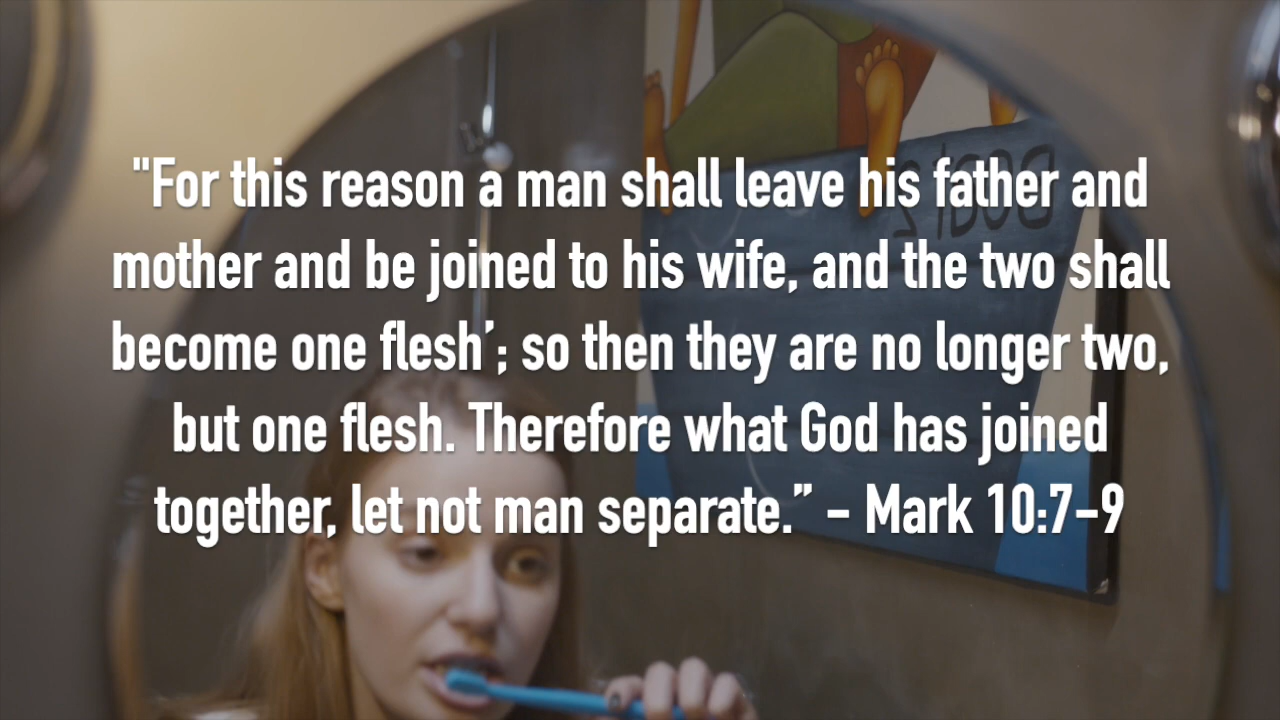 "For this reason a man shall leave his father and
mother and be joined to his wife, and the two shall
become one flesh’; so then they are no longer two,
but one flesh. Therefore what God has joined
together, let not man separate.” – Mark 10:7-9